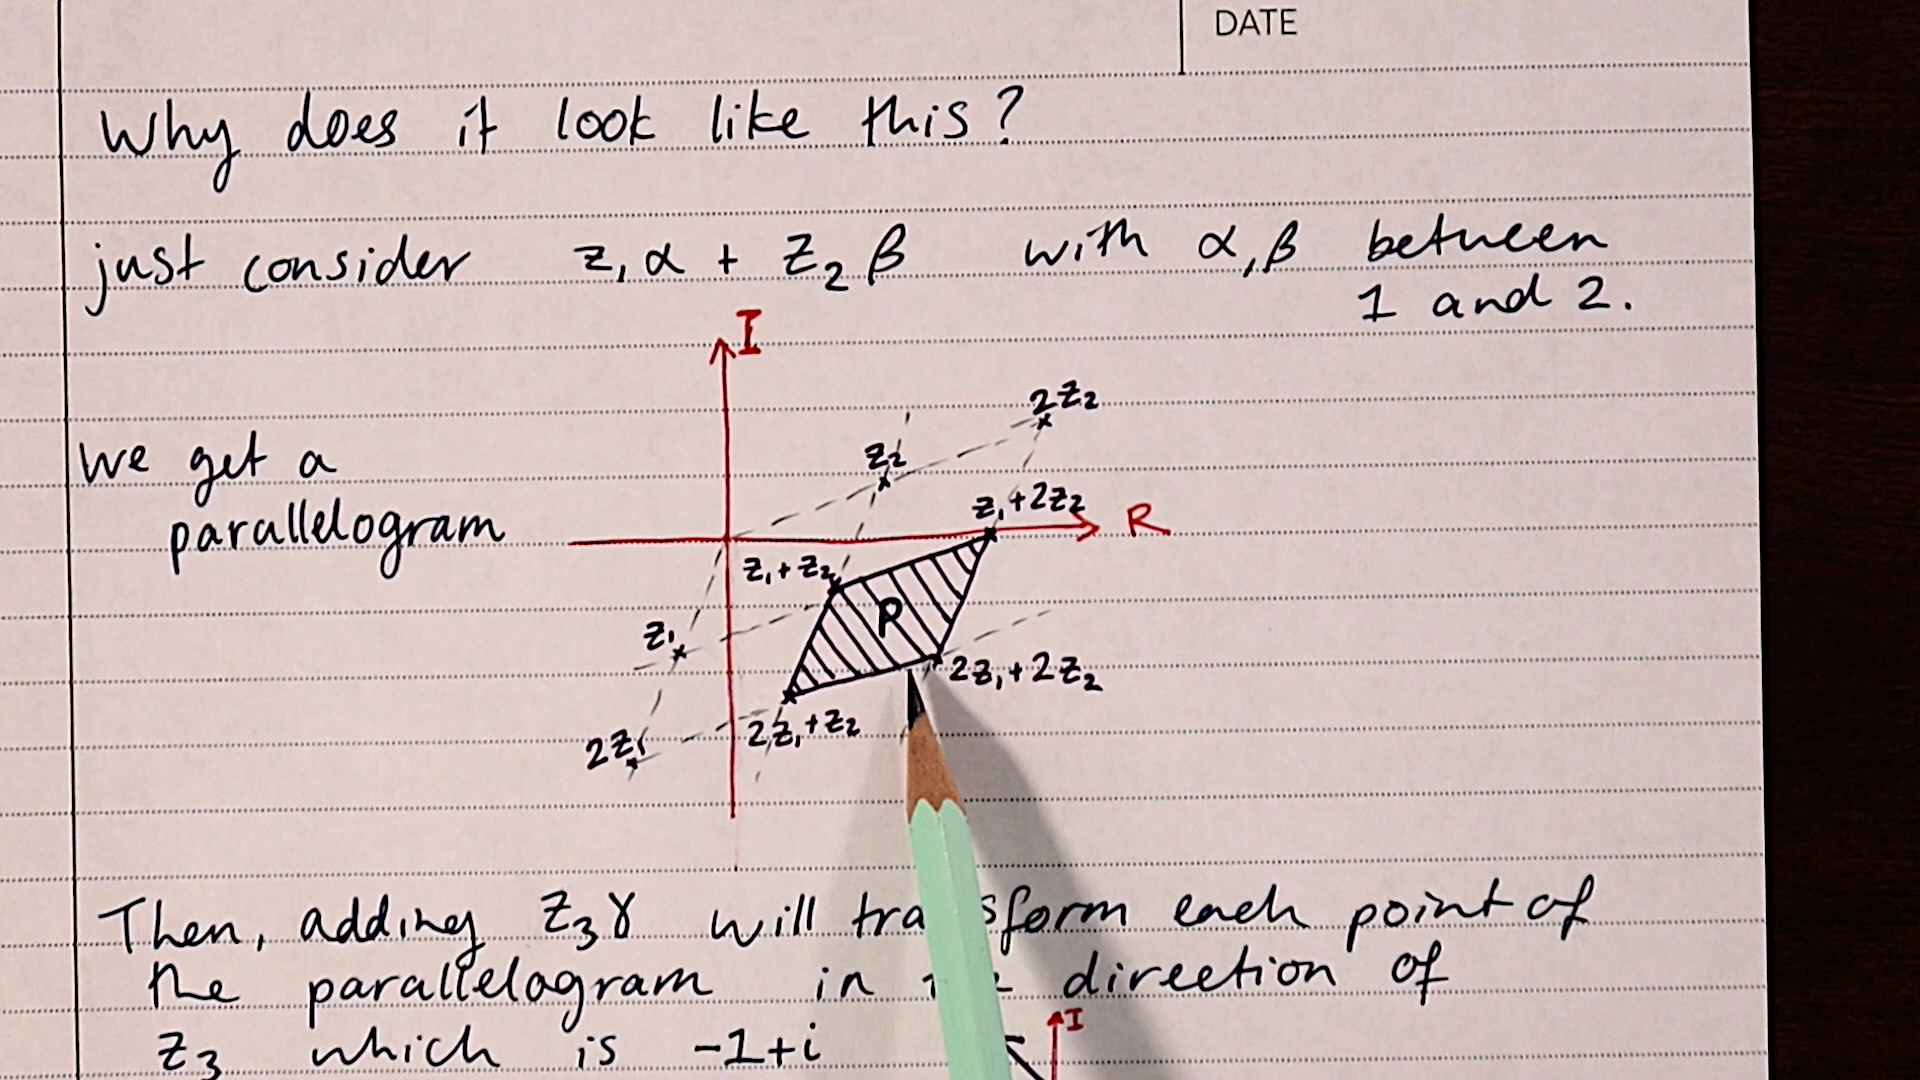 DATE
Why does it look like this?
just consider z₁α + z₂β with α,β between
1 and 2.
I
2z₂
We get a
z₂
parallelogram
z₁+2z₂
R
z₁+z₂
R
z₁
2z₁+2z₂
2z₁+z₂
2z₁
Then, adding z₃γ will transform each point of
the parallelogram in direction of
z₃ which is -1+i
I